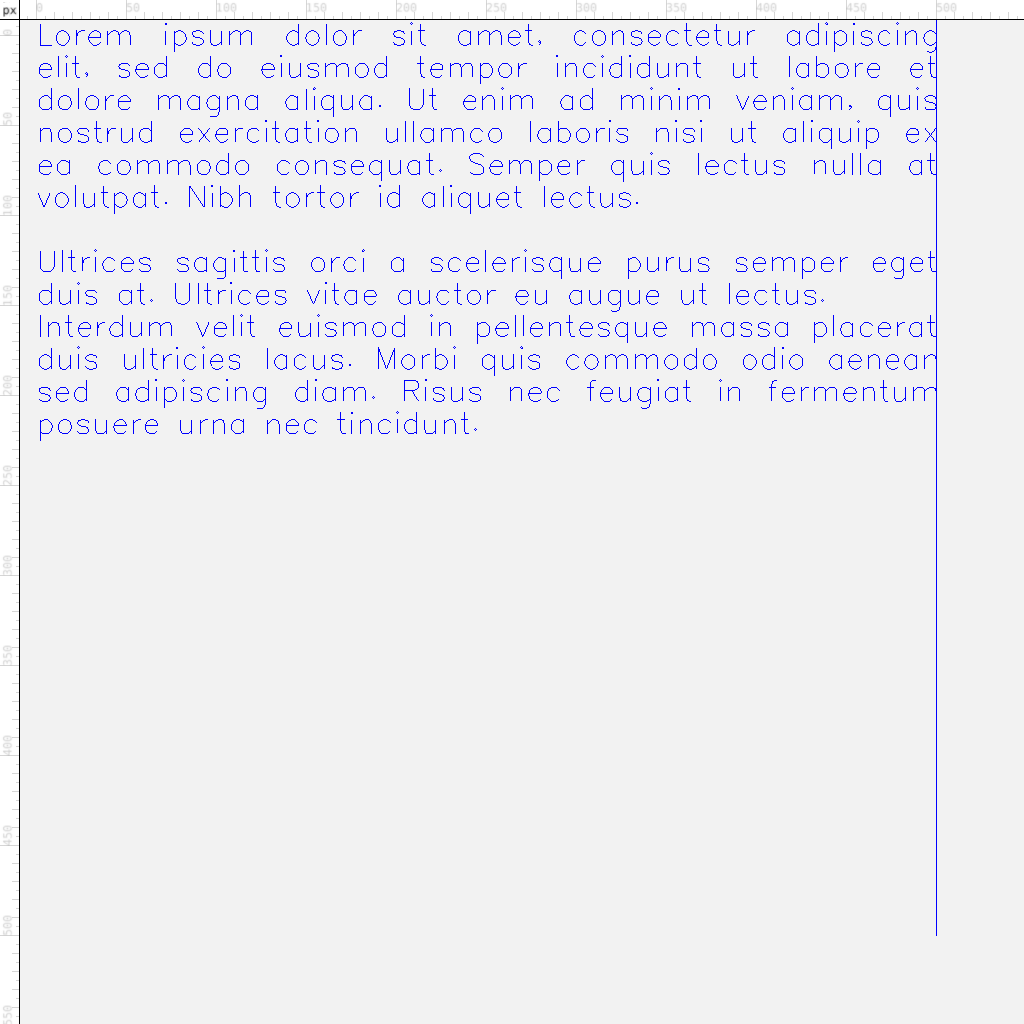 px 0 50 100 150 200 250 300 350 400 450 500
0
50
100
150
200
250
300
350
400
450
500
550
Lorem ipsum dolor sit amet, consectetur adipiscing
elit, sed do eiusmod tempor incididunt ut labore et
dolore magna aliqua. Ut enim ad minim veniam, quis
nostrud exercitation ullamco laboris nisi ut aliquip ex
ea commodo consequat. Semper quis lectus nulla at
volutpat. Nibh tortor id aliquet lectus.
Ultrices sagittis orci a scelerisque purus semper eget
duis at. Ultrices vitae auctor eu augue ut lectus.
Interdum velit euismod in pellentesque massa placerat
duis ultricies lacus. Morbi quis commodo odio aenean
sed adipiscing diam. Risus nec feugiat in fermentum
posuere urna nec tincidunt.